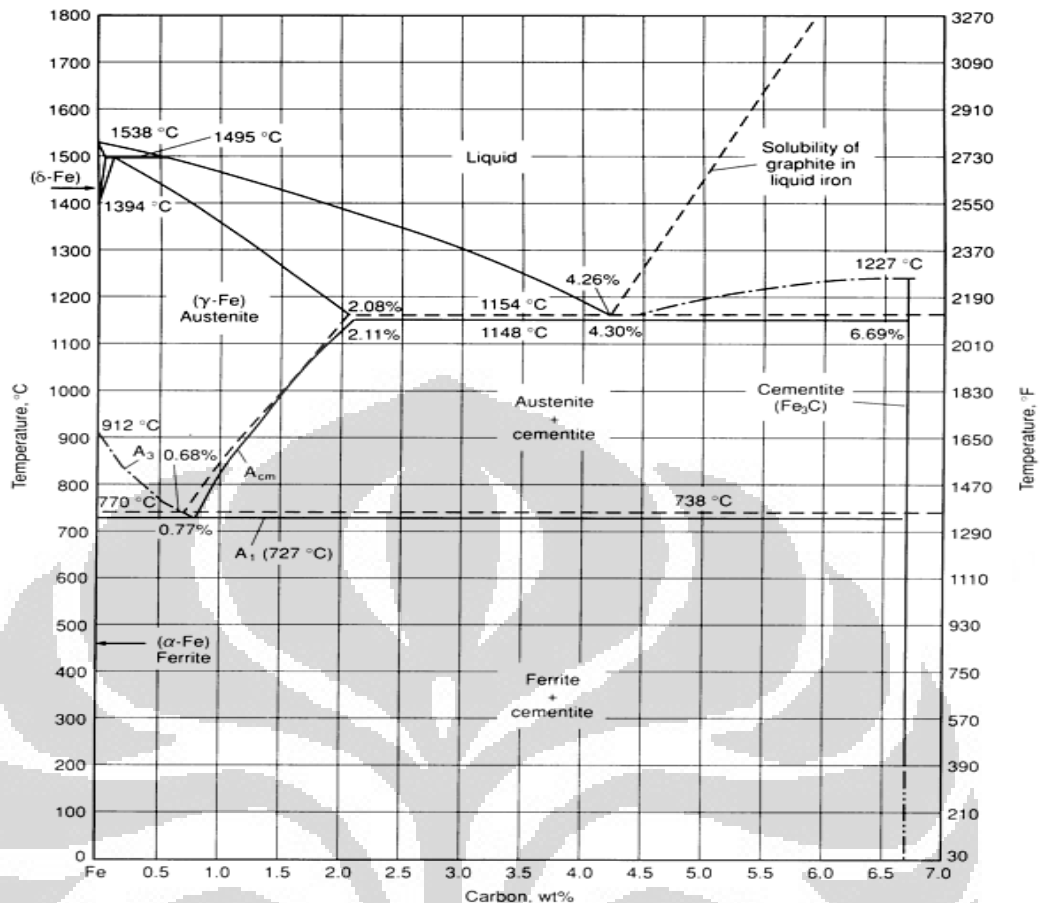 1800
1700
1600
1500
1400
1300
1200
1100
1000
900
800
700
600
500
400
300
200
100
0
Temperature, °C
3270
3090
2910
2730
2550
2370
2190
2010
1830
1650
1470
1290
1110
930
750
570
390
210
30
Temperature, °F
1538 °C
1495 °C
(δ-Fe)
1394 °C
Liquid
Solubility of
graphite in
liquid iron
1227 °C
4.26%
(γ-Fe)
Austenite
2.08%
1154 °C
2.11%
1148 °C
4.30%
6.69%
Austenite
+
cementite
Cementite
(Fe₃C)
912 °C
A₃
0.68%
Acm
770 °C
738 °C
0.77%
A₁ (727 °C)
(α-Fe)
Ferrite
Ferrite
+
cementite
Fe 0.5 1.0 1.5 2.0 2.5 3.0 3.5 4.0 4.5 5.0 5.5 6.0 6.5 7.0
Carbon, wt%